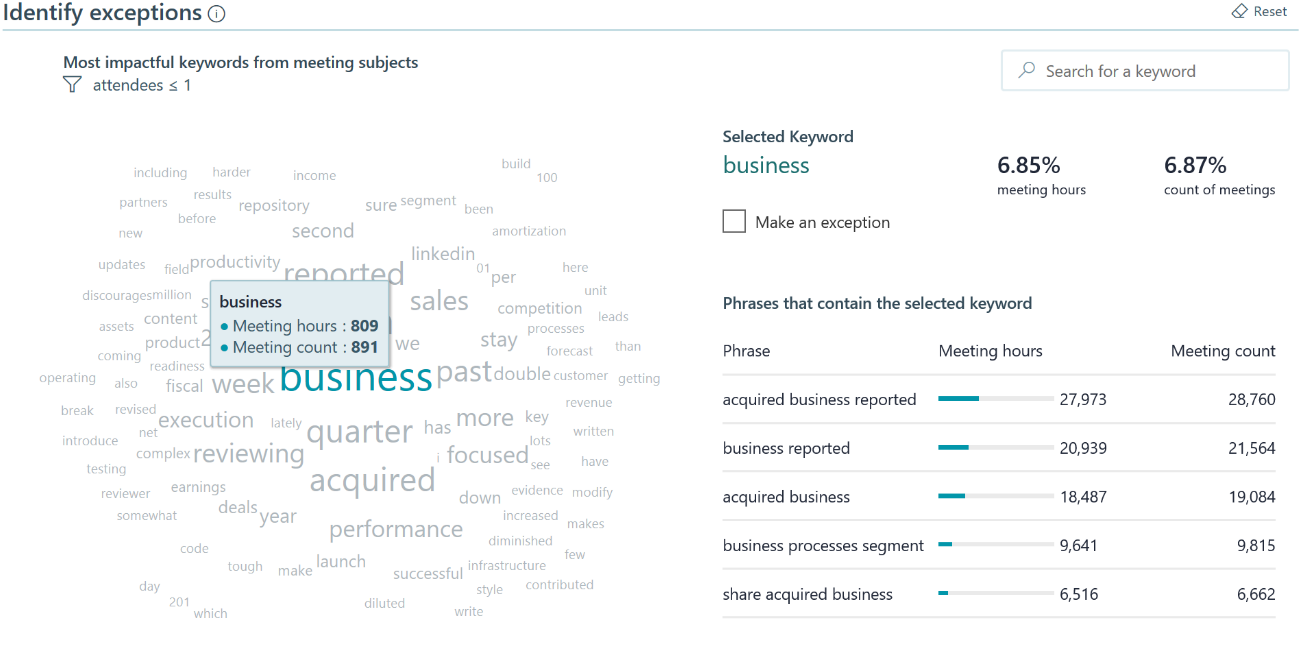 Identify exceptions
Reset
Most impactful keywords from meeting subjects
attendees ≤ 1
Search for a keyword
Selected Keyword
business
6.85%
meeting hours
6.87%
count of meetings
Make an exception
Phrases that contain the selected keyword
Phrase Meeting hours Meeting count
acquired business reported 27,973 28,760
business reported 20,939 21,564
acquired business 18,487 19,084
business processes segment 9,641 9,815
share acquired business 6,516 6,662
build
including harder income 100
results
partners repository sure segment been
before
new second amortization
linkedin
updates field productivity reported 01 per here
discourages million s sales unit
business
Meeting hours : 809
Meeting count : 891
content competition leads
assets processes
product 2 we stay
coming forecast than
readiness
operating also fiscal week business past double customer getting
break revised revenue
execution lately quarter has more key
net written
introduce lots
complex reviewing i focused see have
testing
reviewer earnings acquired down evidence modify
somewhat deals year increased makes
performance
code diminished few
tough make launch successful infrastructure
day style contributed
201 which diluted write